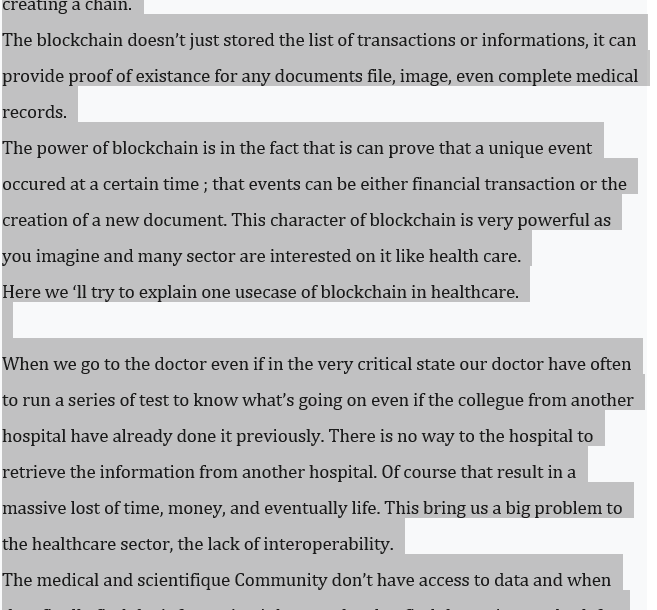 creating a chain.
The blockchain doesn’t just stored the list of transactions or informations, it can
provide proof of existance for any documents file, image, even complete medical
records.
The power of blockchain is in the fact that is can prove that a unique event
occured at a certain time ; that events can be either financial transaction or the
creation of a new document. This character of blockchain is very powerful as
you imagine and many sector are interested on it like health care.
Here we ‘ll try to explain one usecase of blockchain in healthcare.
When we go to the doctor even if in the very critical state our doctor have often
to run a series of test to know what’s going on even if the collegue from another
hospital have already done it previously. There is no way to the hospital to
retrieve the information from another hospital. Of course that result in a
massive lost of time, money, and eventually life. This bring us a big problem to
the healthcare sector, the lack of interoperability.
The medical and scientifique Community don’t have access to data and when